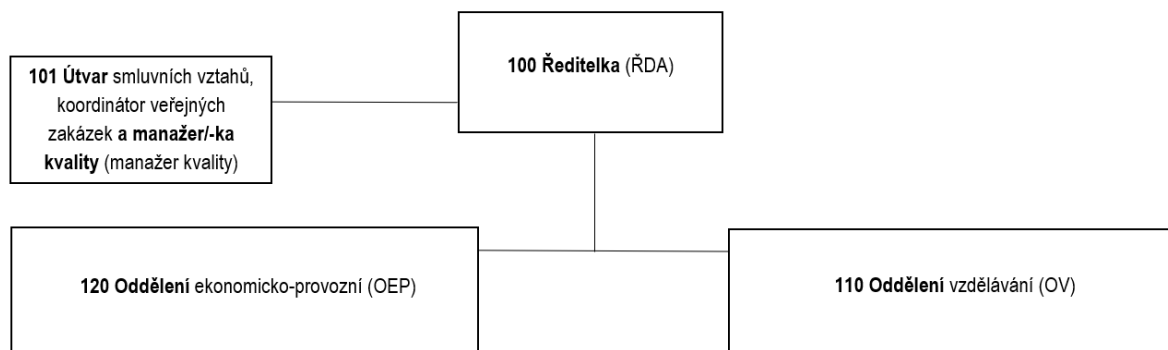 100 Ředitelka (ŘDA)
101 Útvar smluvních vztahů,
koordinátor veřejných
zakázek a manažer/-ka
kvality (manažer kvality)
120 Oddělení ekonomicko-provozní (OEP)
110 Oddělení vzdělávání (OV)